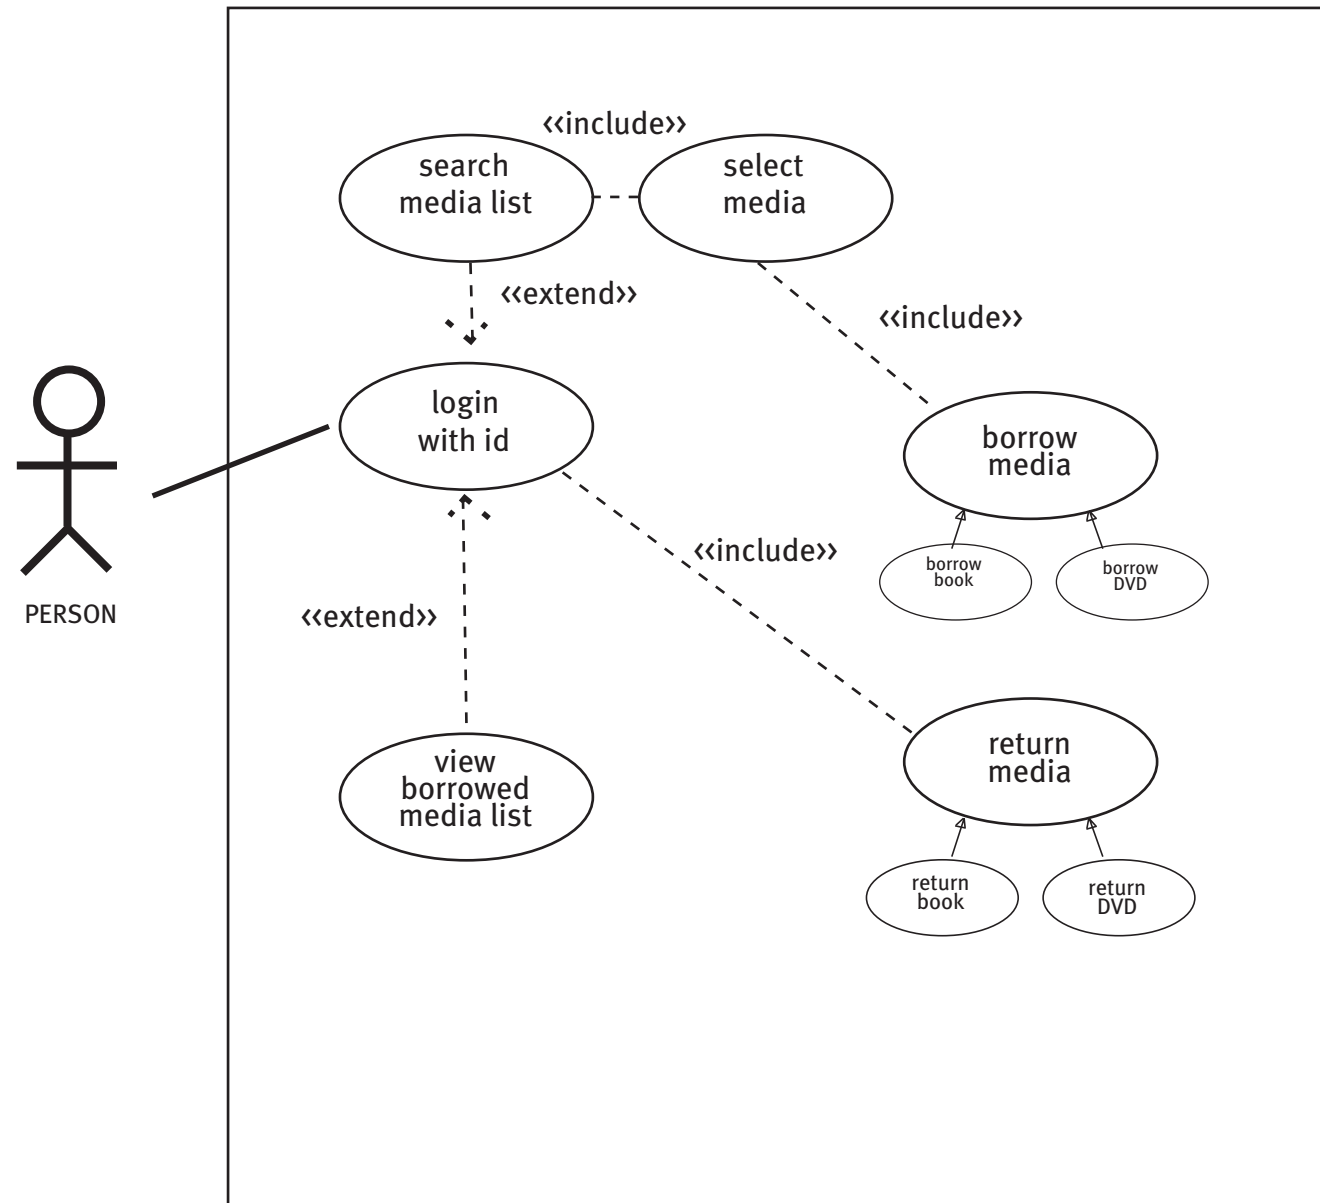 <<include>>
search
media list
select
media
<<extend>>
<<include>>
login
with id
borrow
media
<<include>>
borrow
book
borrow
DVD
PERSON
<<extend>>
return
media
view
borrowed
media list
return
book
return
DVD